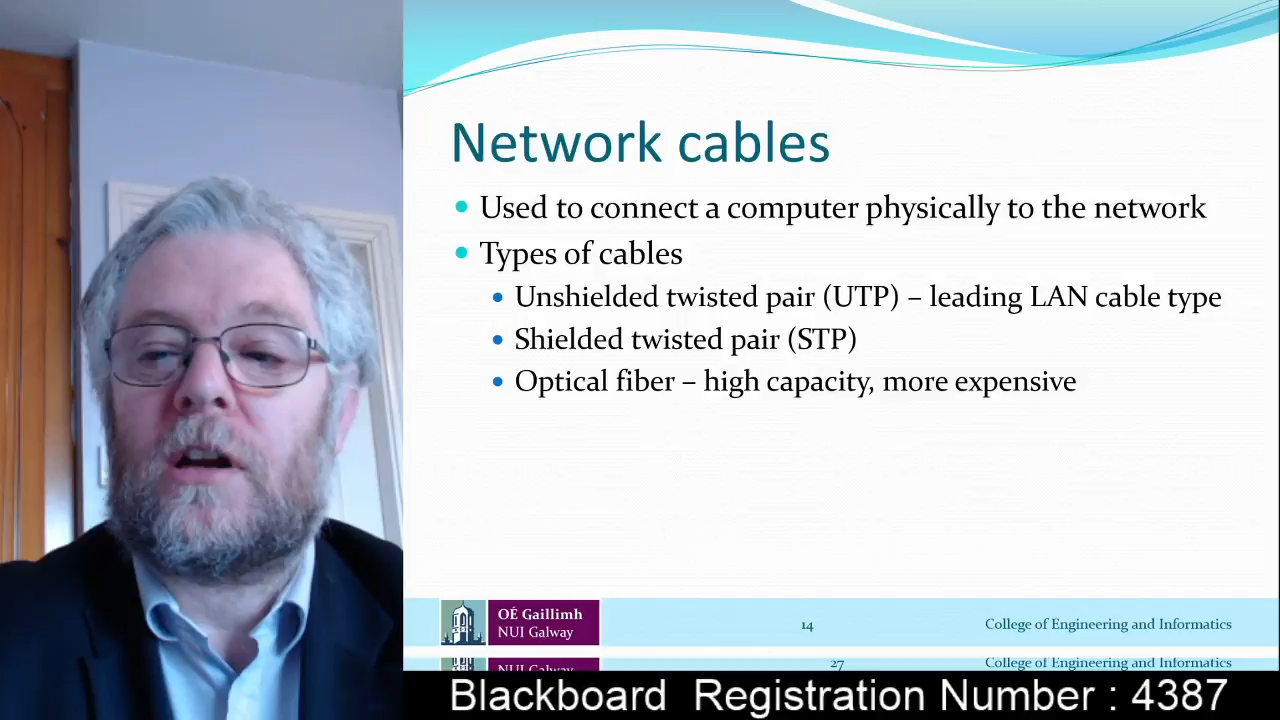 Network cables
Used to connect a computer physically to the network
Types of cables
Unshielded twisted pair (UTP) – leading LAN cable type
Shielded twisted pair (STP)
Optical fiber – high capacity, more expensive
OÉ Gaillimh
NUI Galway
14
College of Engineering and Informatics
NUI Galway
27
College of Engineering and Informatics
Blackboard Registration Number : 4387